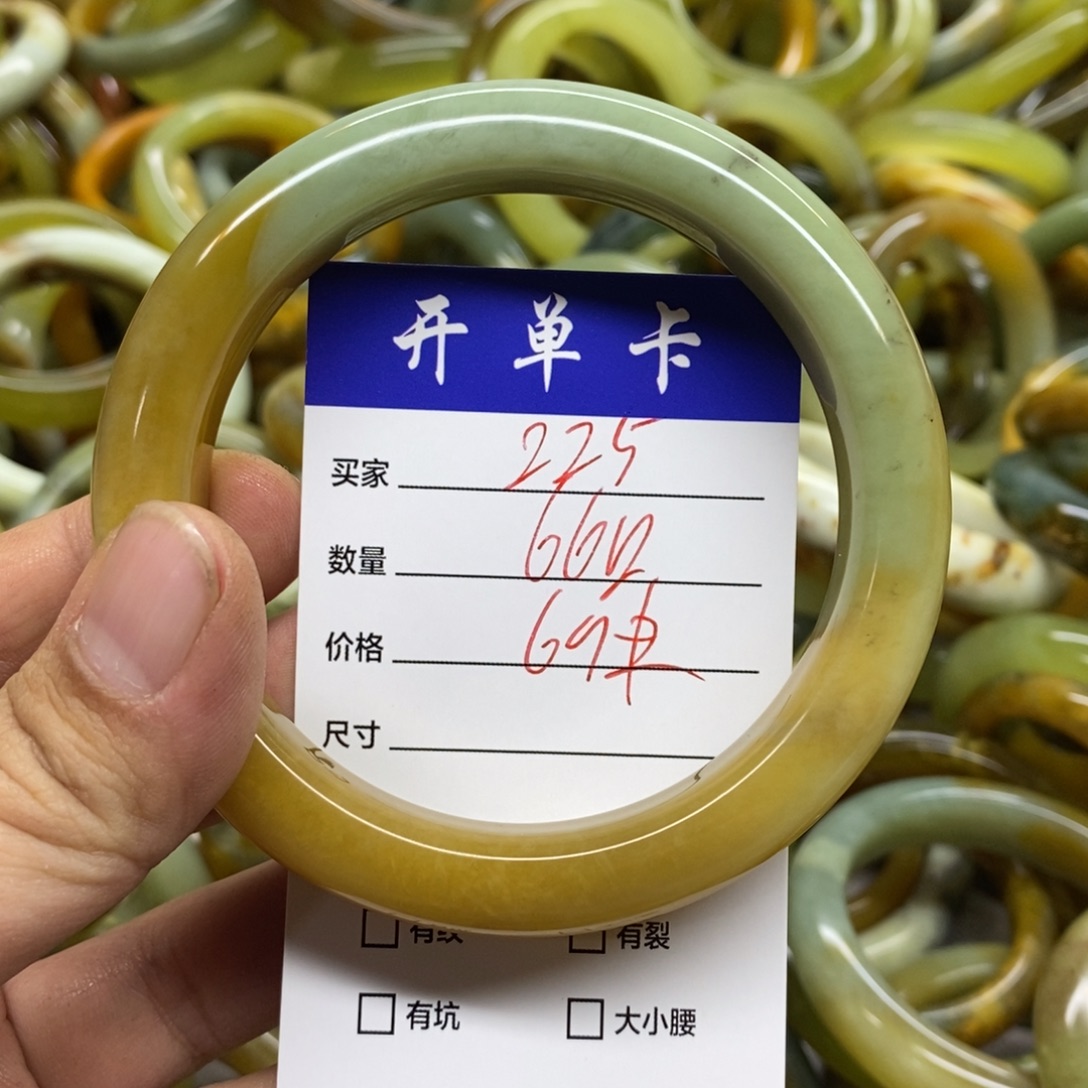 开单卡
买家 225
数量 66
价格 69
尺寸
有纹 有裂
有坑 大小腰